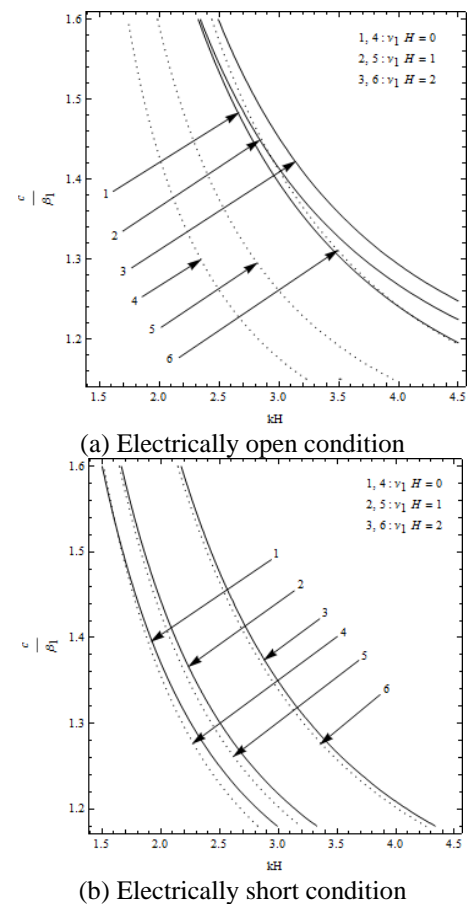 1.6
1.5
1.4
1.3
1.2
c
β1
1, 4 : ν1 H = 0
2, 5 : ν1 H = 1
3, 6 : ν1 H = 2
1
2
3
4
5
6
1.5 2.0 2.5 3.0 3.5 4.0 4.5
kH
(a) Electrically open condition
1.6
1.5
1.4
1.3
1.2
c
β1
1, 4 : ν1 H = 0
2, 5 : ν1 H = 1
3, 6 : ν1 H = 2
1
2
3
4
5
6
1.5 2.0 2.5 3.0 3.5 4.0 4.5
kH
(b) Electrically short condition